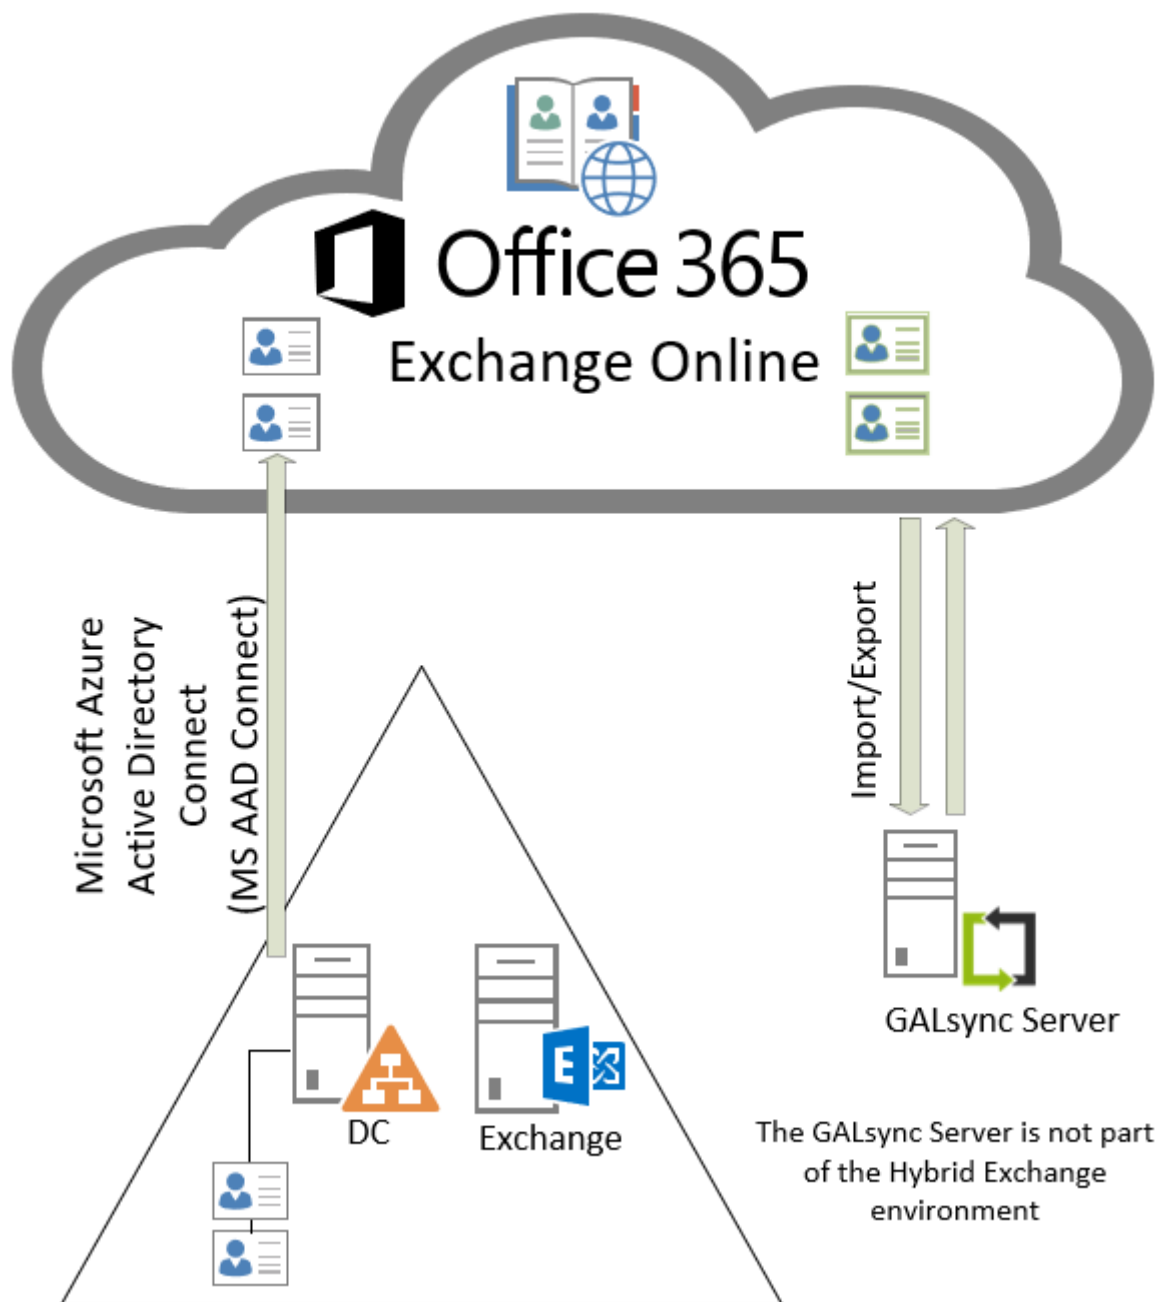 Office 365
Exchange Online
Microsoft Azure
Active Directory
Connect
(MS AAD Connect)
Import/Export
GALsync Server
E
DC
Exchange
The GALsync Server is not part
of the Hybrid Exchange
environment